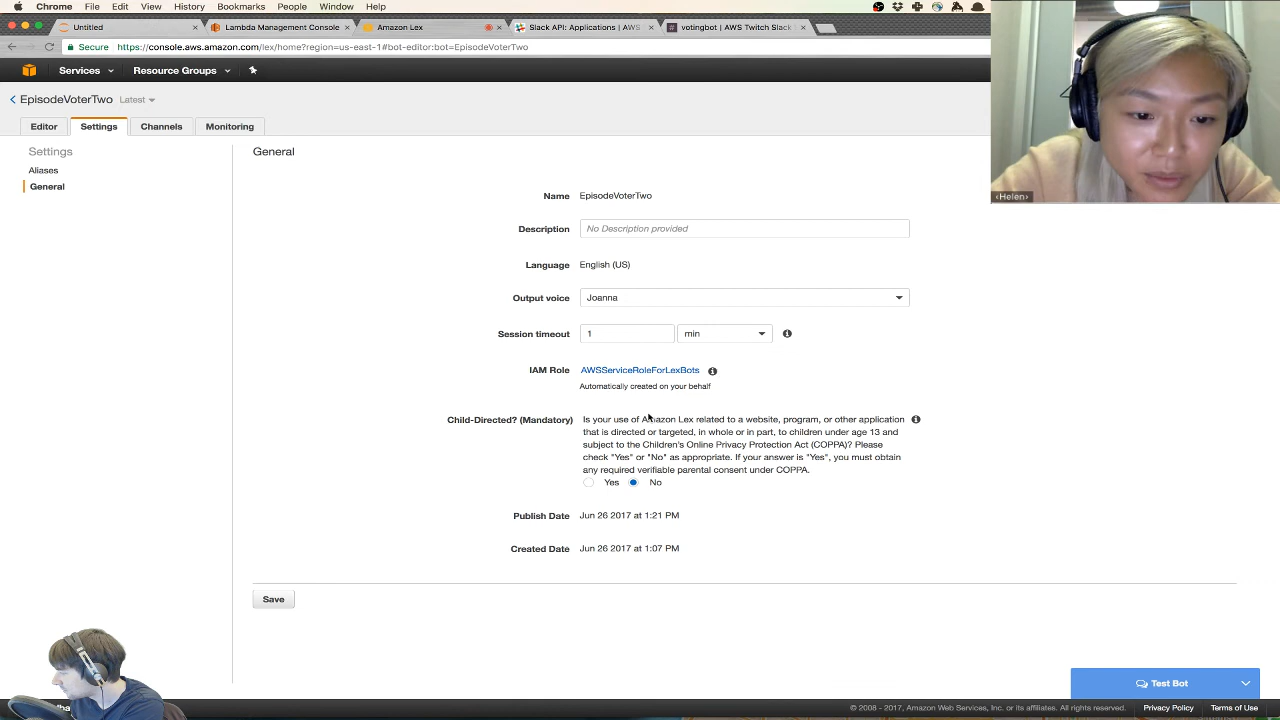 Chrome File Edit View History Bookmarks People Window Help
Untitled
Lambda Management Console
Amazon Lex
Slack API: Applications | AWS
votingbot | AWS Twitch Slack
Secure https://console.aws.amazon.com/lex/home?region=us-east-1#bot-editor:bot=EpisodeVoterTwo
Services Resource Groups
EpisodeVoterTwo Latest
Editor Settings Channels Monitoring
Settings
Aliases
General
General
Name EpisodeVoterTwo
Description No Description provided
Language English (US)
Output voice Joanna
Session timeout 1 min
IAM Role AWSServiceRoleForLexBots
Automatically created on your behalf
Child-Directed? (Mandatory) Is your use of Amazon Lex related to a website, program, or other application
that is directed or targeted, in whole or in part, to children under age 13 and
subject to the Children's Online Privacy Protection Act (COPPA)? Please
check "Yes" or "No" as appropriate. If your answer is "Yes", you must obtain
any required verifiable parental consent under COPPA.
Yes No
Publish Date Jun 26 2017 at 1:21 PM
Created Date Jun 26 2017 at 1:07 PM
Save
Test Bot
© 2008 - 2017, Amazon Web Services, Inc. or its affiliates. All rights reserved. Privacy Policy Terms of Use
‹Helen›